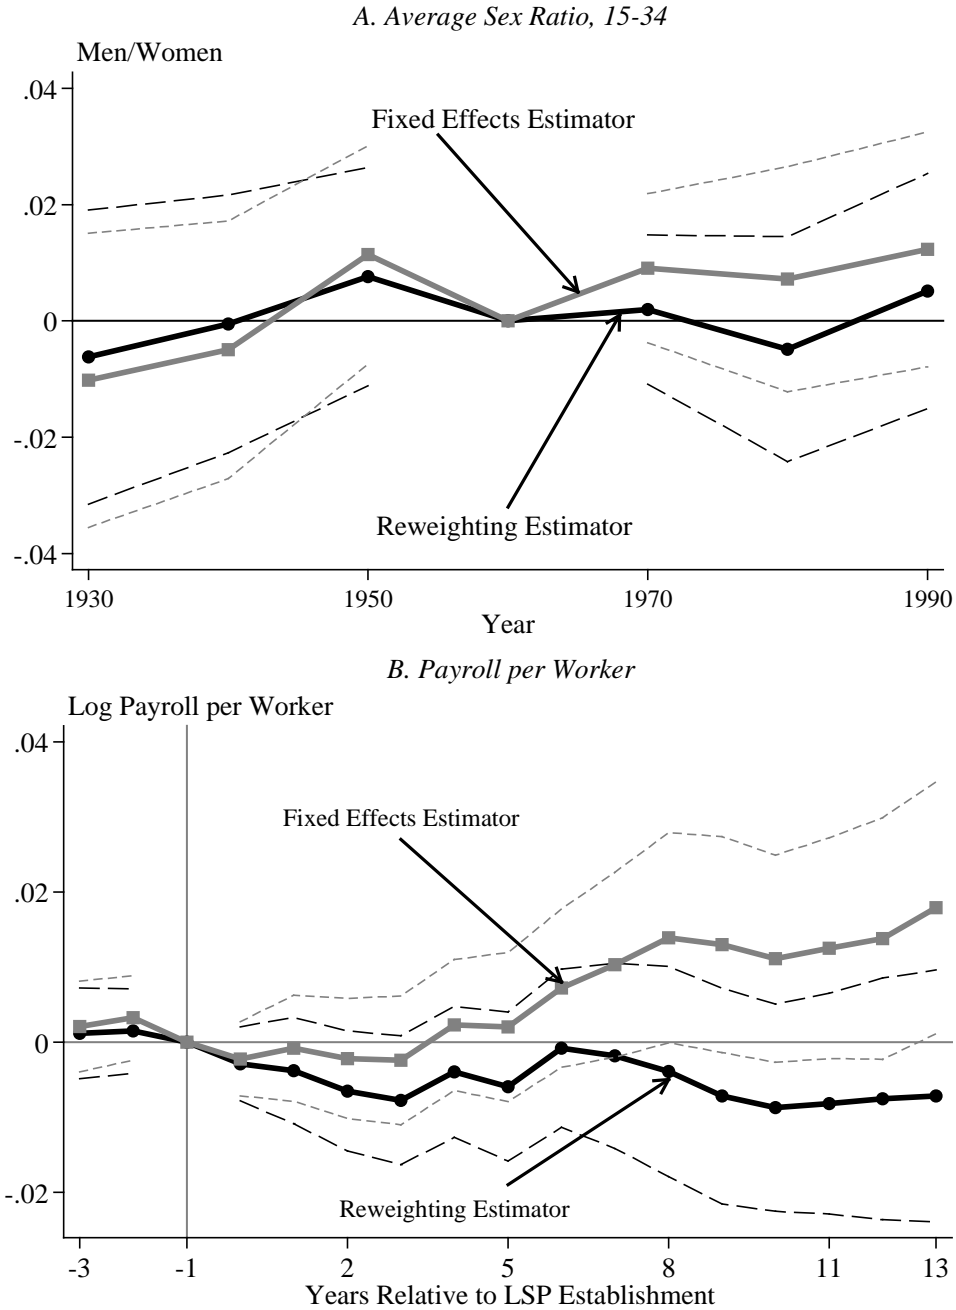 A. Average Sex Ratio, 15-34
Men/Women
.04
Fixed Effects Estimator
.02
0
-.02
Reweighting Estimator
-.04
1930 1950 1970 1990
Year
B. Payroll per Worker
Log Payroll per Worker
.04
Fixed Effects Estimator
.02
0
-.02
Reweighting Estimator
-3 -1 2 5 8 11 13
Years Relative to LSP Establishment